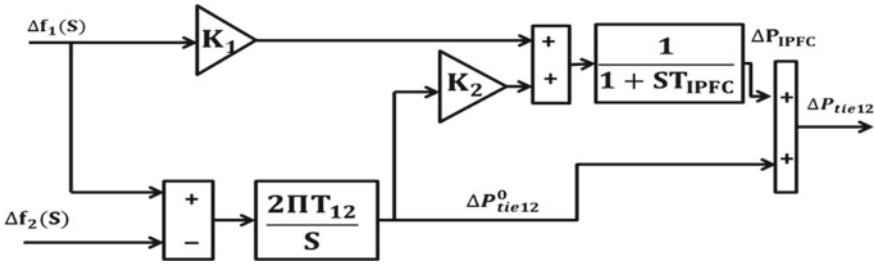 Δf₁(S)
K₁
+
+
1
1 + ST_IPFC
ΔP_IPFC
K₂
+
+
ΔP_tie12
Δf₂(S)
+
−
2ΠT₁₂
S
ΔP⁰_tie12